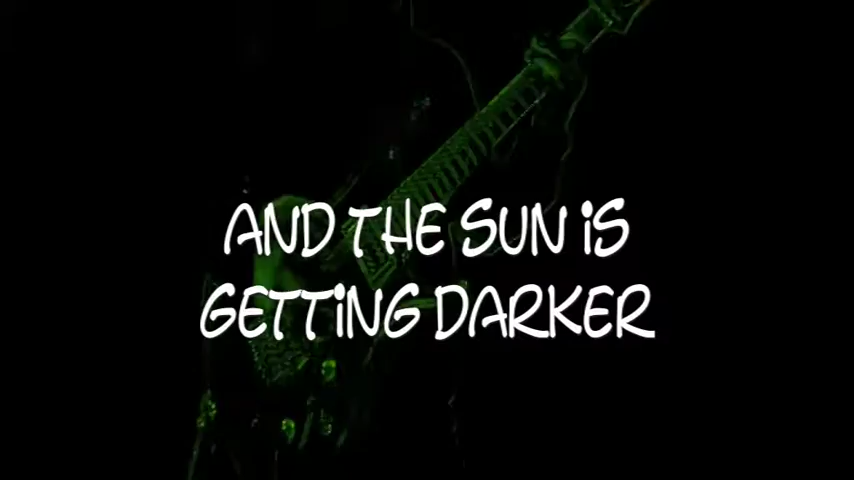 AND THE SUN iS
GETTiNG DARKER